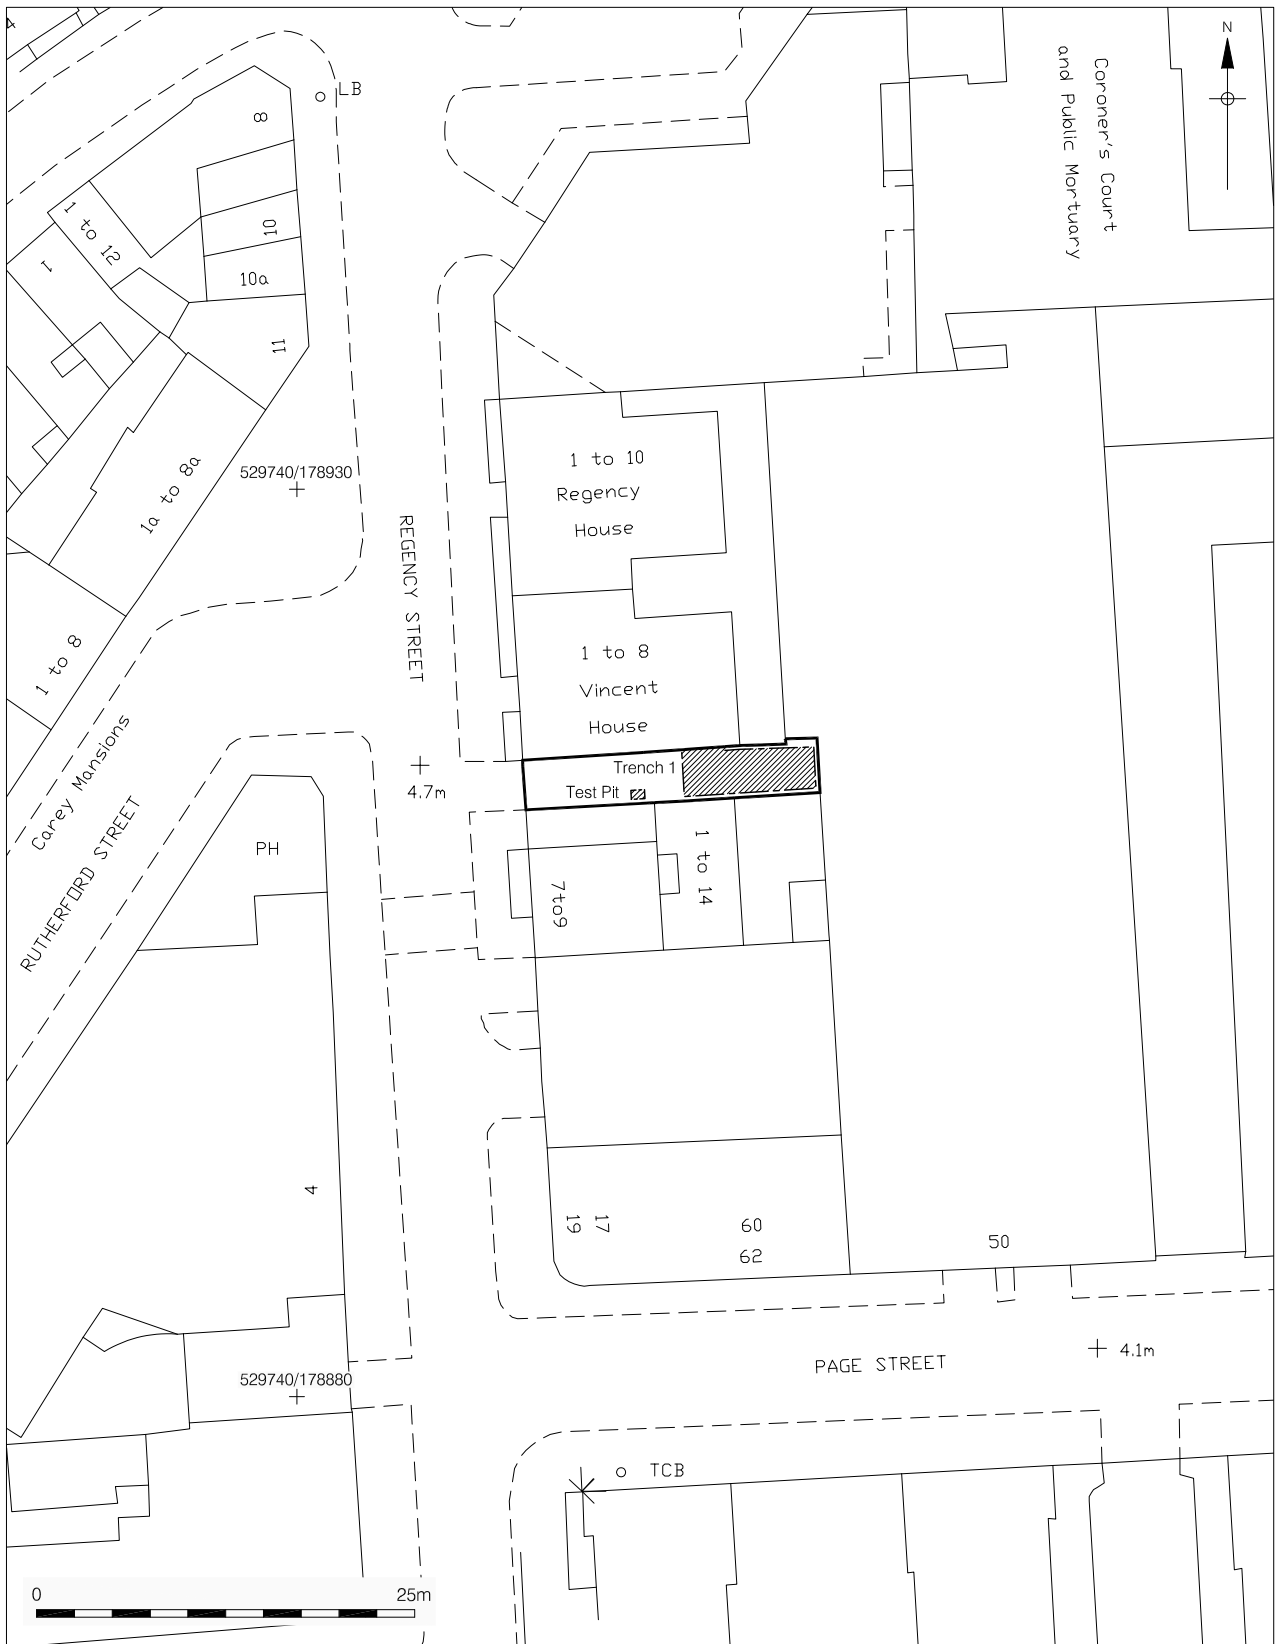 N
4
LB
8
Coroner's Court
and Public Mortuary
1 to 12
10
1
10a
11
1 to 10
Regency
House
529740/178930
1a to 8a
REGENCY STREET
1 to 8
1 to 8
Vincent
House
Carey Mansions
Trench 1
Test Pit
4.7m
RUTHERFORD STREET
PH
1 to 14
7to9
4
19
17
60
62
50
PAGE STREET
4.1m
529740/178880
TCB
0
25m